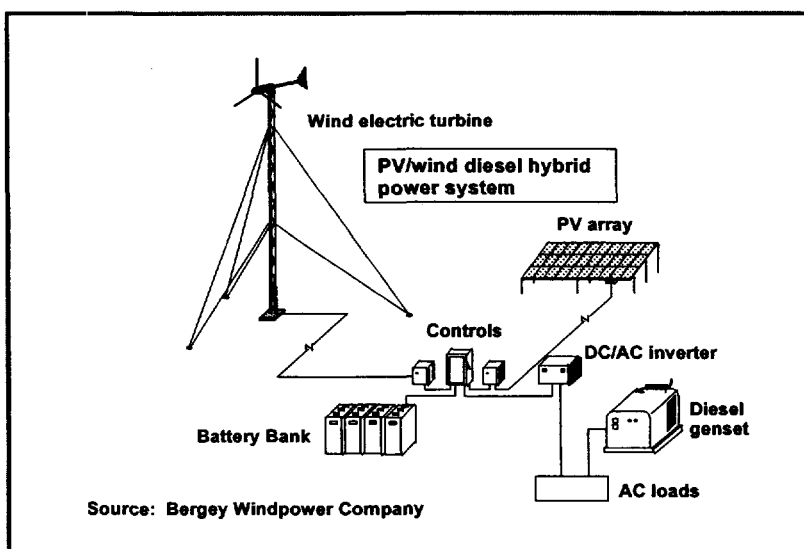 Wind electric turbine
PV/wind diesel hybrid
power system
PV array
Controls
DC/AC inverter
Diesel
genset
Battery Bank
AC loads
Source: Bergey Windpower Company